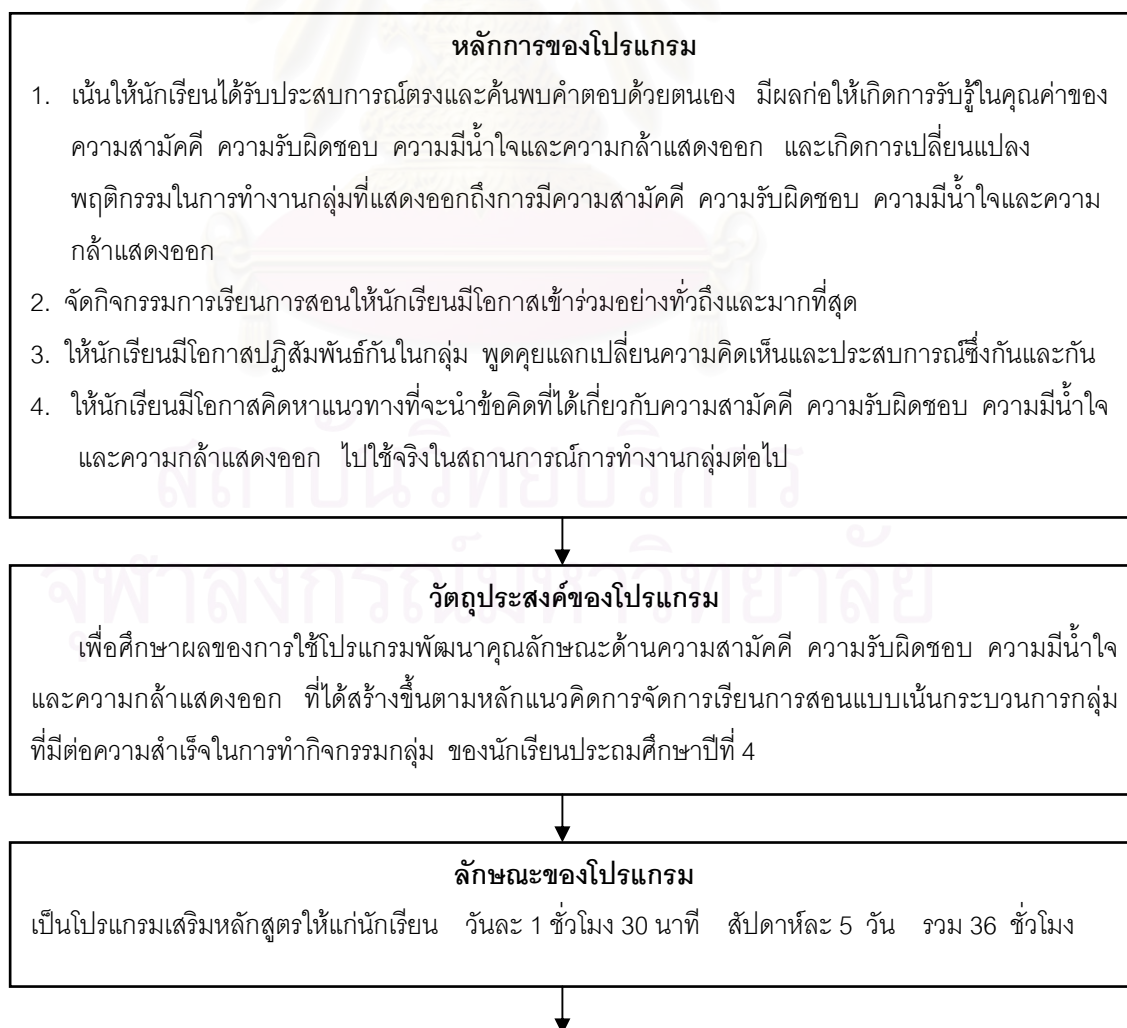 หลักการของโปรแกรม
1. เน้นให้นักเรียนได้รับประสบการณ์ตรงและค้นพบคำตอบด้วยตนเอง มีผลก่อให้เกิดการรับรู้ในคุณค่าของ
ความสามัคคี ความรับผิดชอบ ความมีน้ำใจและความกล้าแสดงออก และเกิดการเปลี่ยนแปลง
พฤติกรรมในการทำงานกลุ่มที่แสดงออกถึงการมีความสามัคคี ความรับผิดชอบ ความมีน้ำใจและความ
กล้าแสดงออก
2. จัดกิจกรรมการเรียนการสอนให้นักเรียนมีโอกาสเข้าร่วมอย่างทั่วถึงและมากที่สุด
3. ให้นักเรียนมีโอกาสปฏิสัมพันธ์กันในกลุ่ม พูดคุยแลกเปลี่ยนความคิดเห็นและประสบการณ์ซึ่งกันและกัน
4. ให้นักเรียนมีโอกาสคิดหาแนวทางที่จะนำข้อคิดที่ได้เกี่ยวกับความสามัคคี ความรับผิดชอบ ความมีน้ำใจ
และความกล้าแสดงออก ไปใช้จริงในสถานการณ์การทำงานกลุ่มต่อไป
สถาบันวิทยบริการ
จุฬาลงกรณ์มหาวิทยาลัย
วัตถุประสงค์ของโปรแกรม
เพื่อศึกษาผลของการใช้โปรแกรมพัฒนาคุณลักษณะด้านความสามัคคี ความรับผิดชอบ ความมีน้ำใจ
และความกล้าแสดงออก ที่ได้สร้างขึ้นตามหลักแนวคิดการจัดการเรียนการสอนแบบเน้นกระบวนการกลุ่ม
ที่มีต่อความสำเร็จในการทำกิจกรรมกลุ่ม ของนักเรียนประถมศึกษาปีที่ 4
ลักษณะของโปรแกรม
เป็นโปรแกรมเสริมหลักสูตรให้แก่นักเรียน วันละ 1 ชั่วโมง 30 นาที สัปดาห์ละ 5 วัน รวม 36 ชั่วโมง